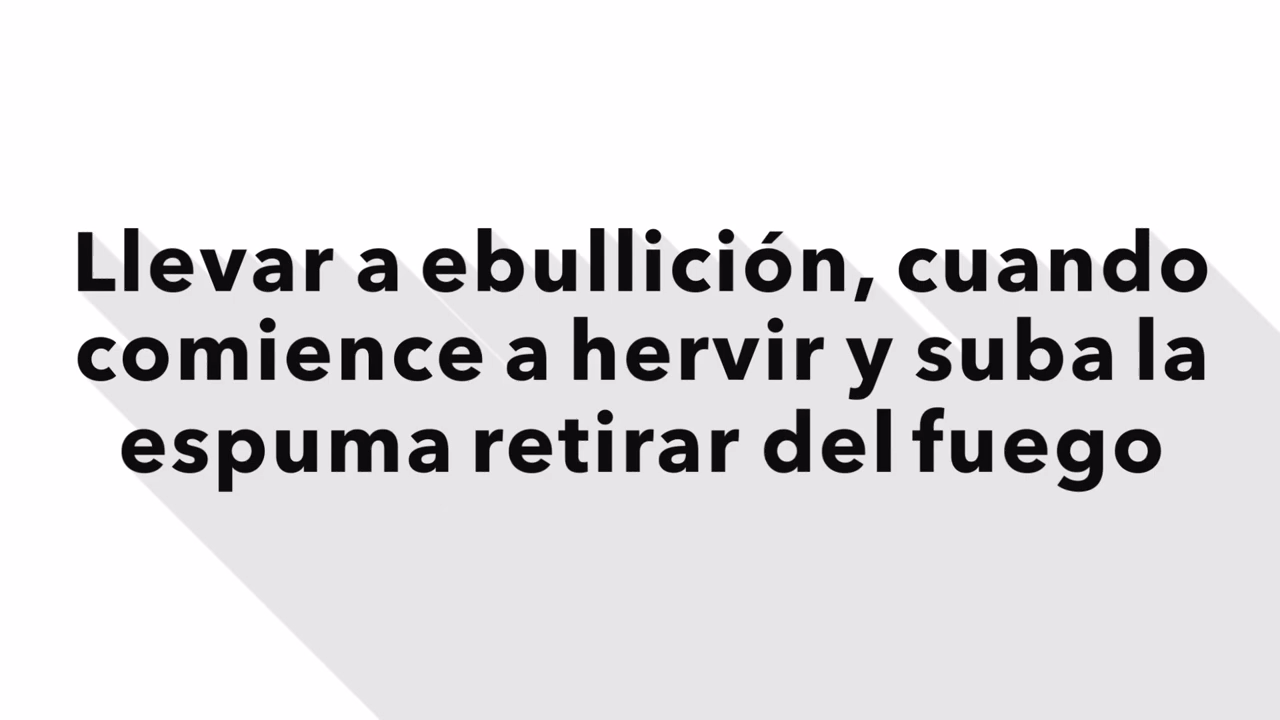 Llevar a ebullición, cuando
comience a hervir y suba la
espuma retirar del fuego